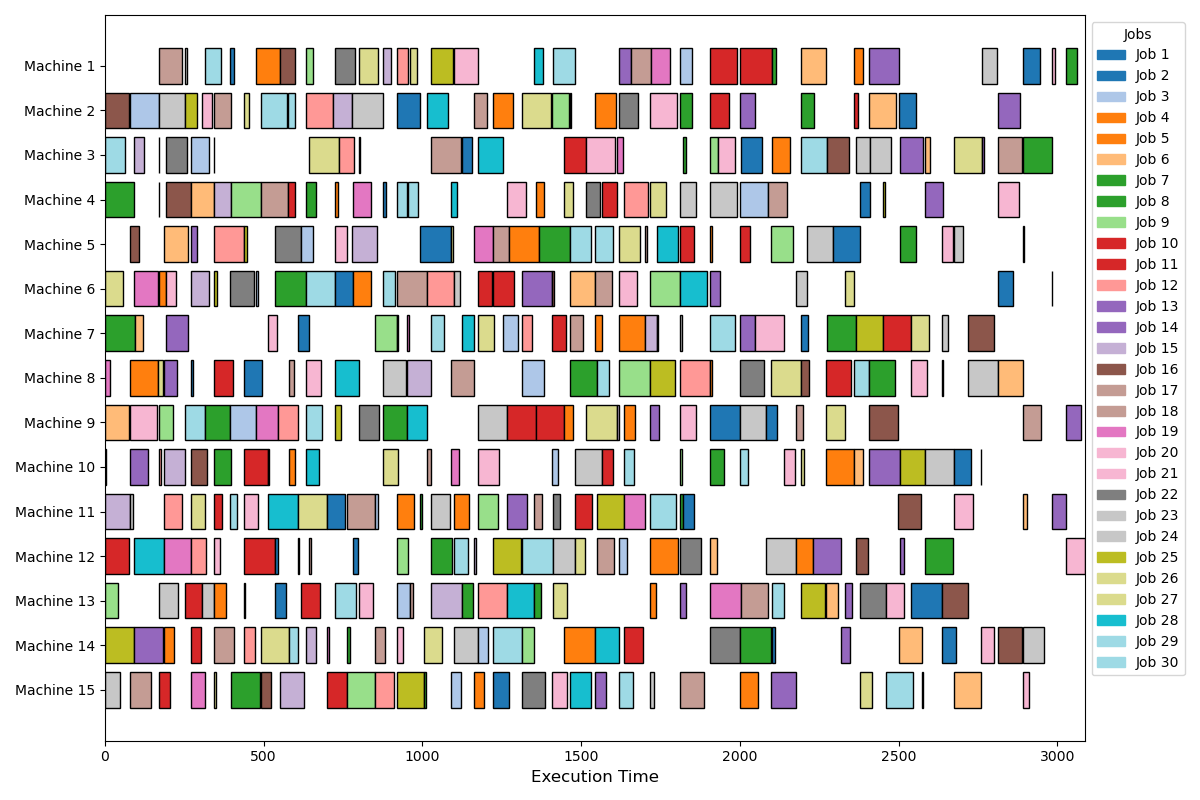 Machine 1
Machine 2
Machine 3
Machine 4
Machine 5
Machine 6
Machine 7
Machine 8
Machine 9
Machine 10
Machine 11
Machine 12
Machine 13
Machine 14
Machine 15
0 500 1000 1500 2000 2500 3000
Execution Time
Jobs
Job 1
Job 2
Job 3
Job 4
Job 5
Job 6
Job 7
Job 8
Job 9
Job 10
Job 11
Job 12
Job 13
Job 14
Job 15
Job 16
Job 17
Job 18
Job 19
Job 20
Job 21
Job 22
Job 23
Job 24
Job 25
Job 26
Job 27
Job 28
Job 29
Job 30